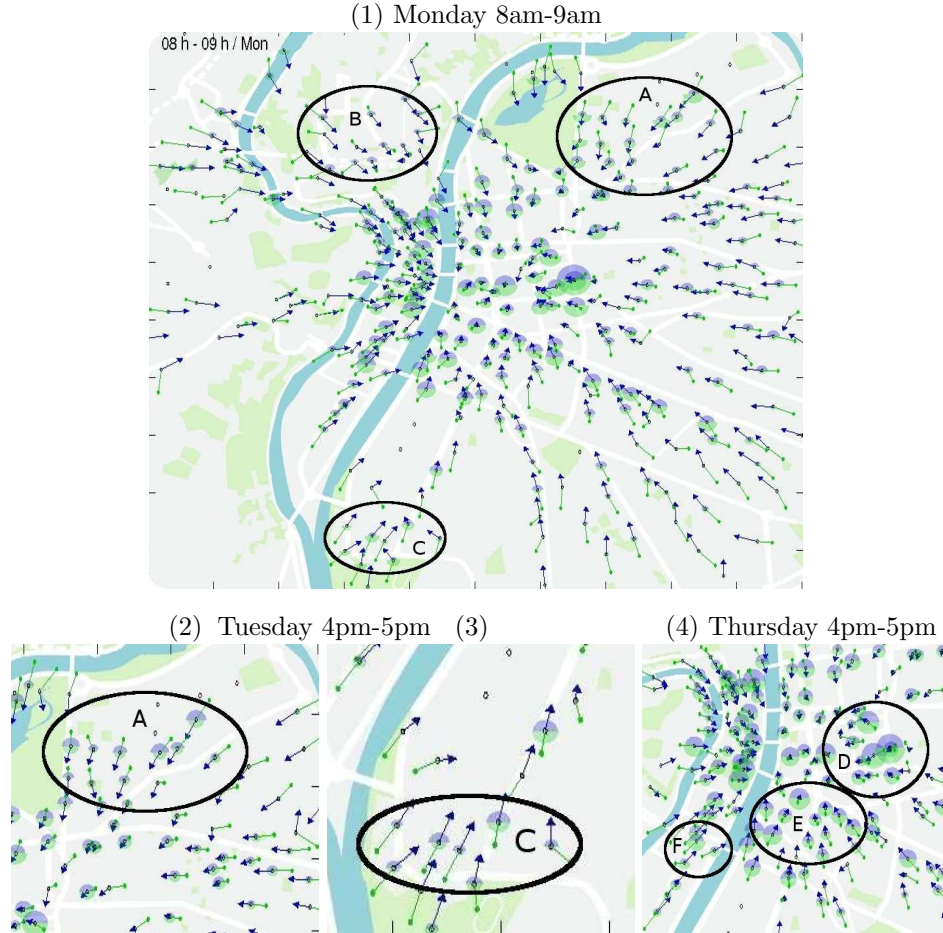 (1) Monday 8am-9am
08 h - 09 h / Mon
A
B
C
(2) Tuesday 4pm-5pm (3)
(4) Thursday 4pm-5pm
A
C
D
E
F